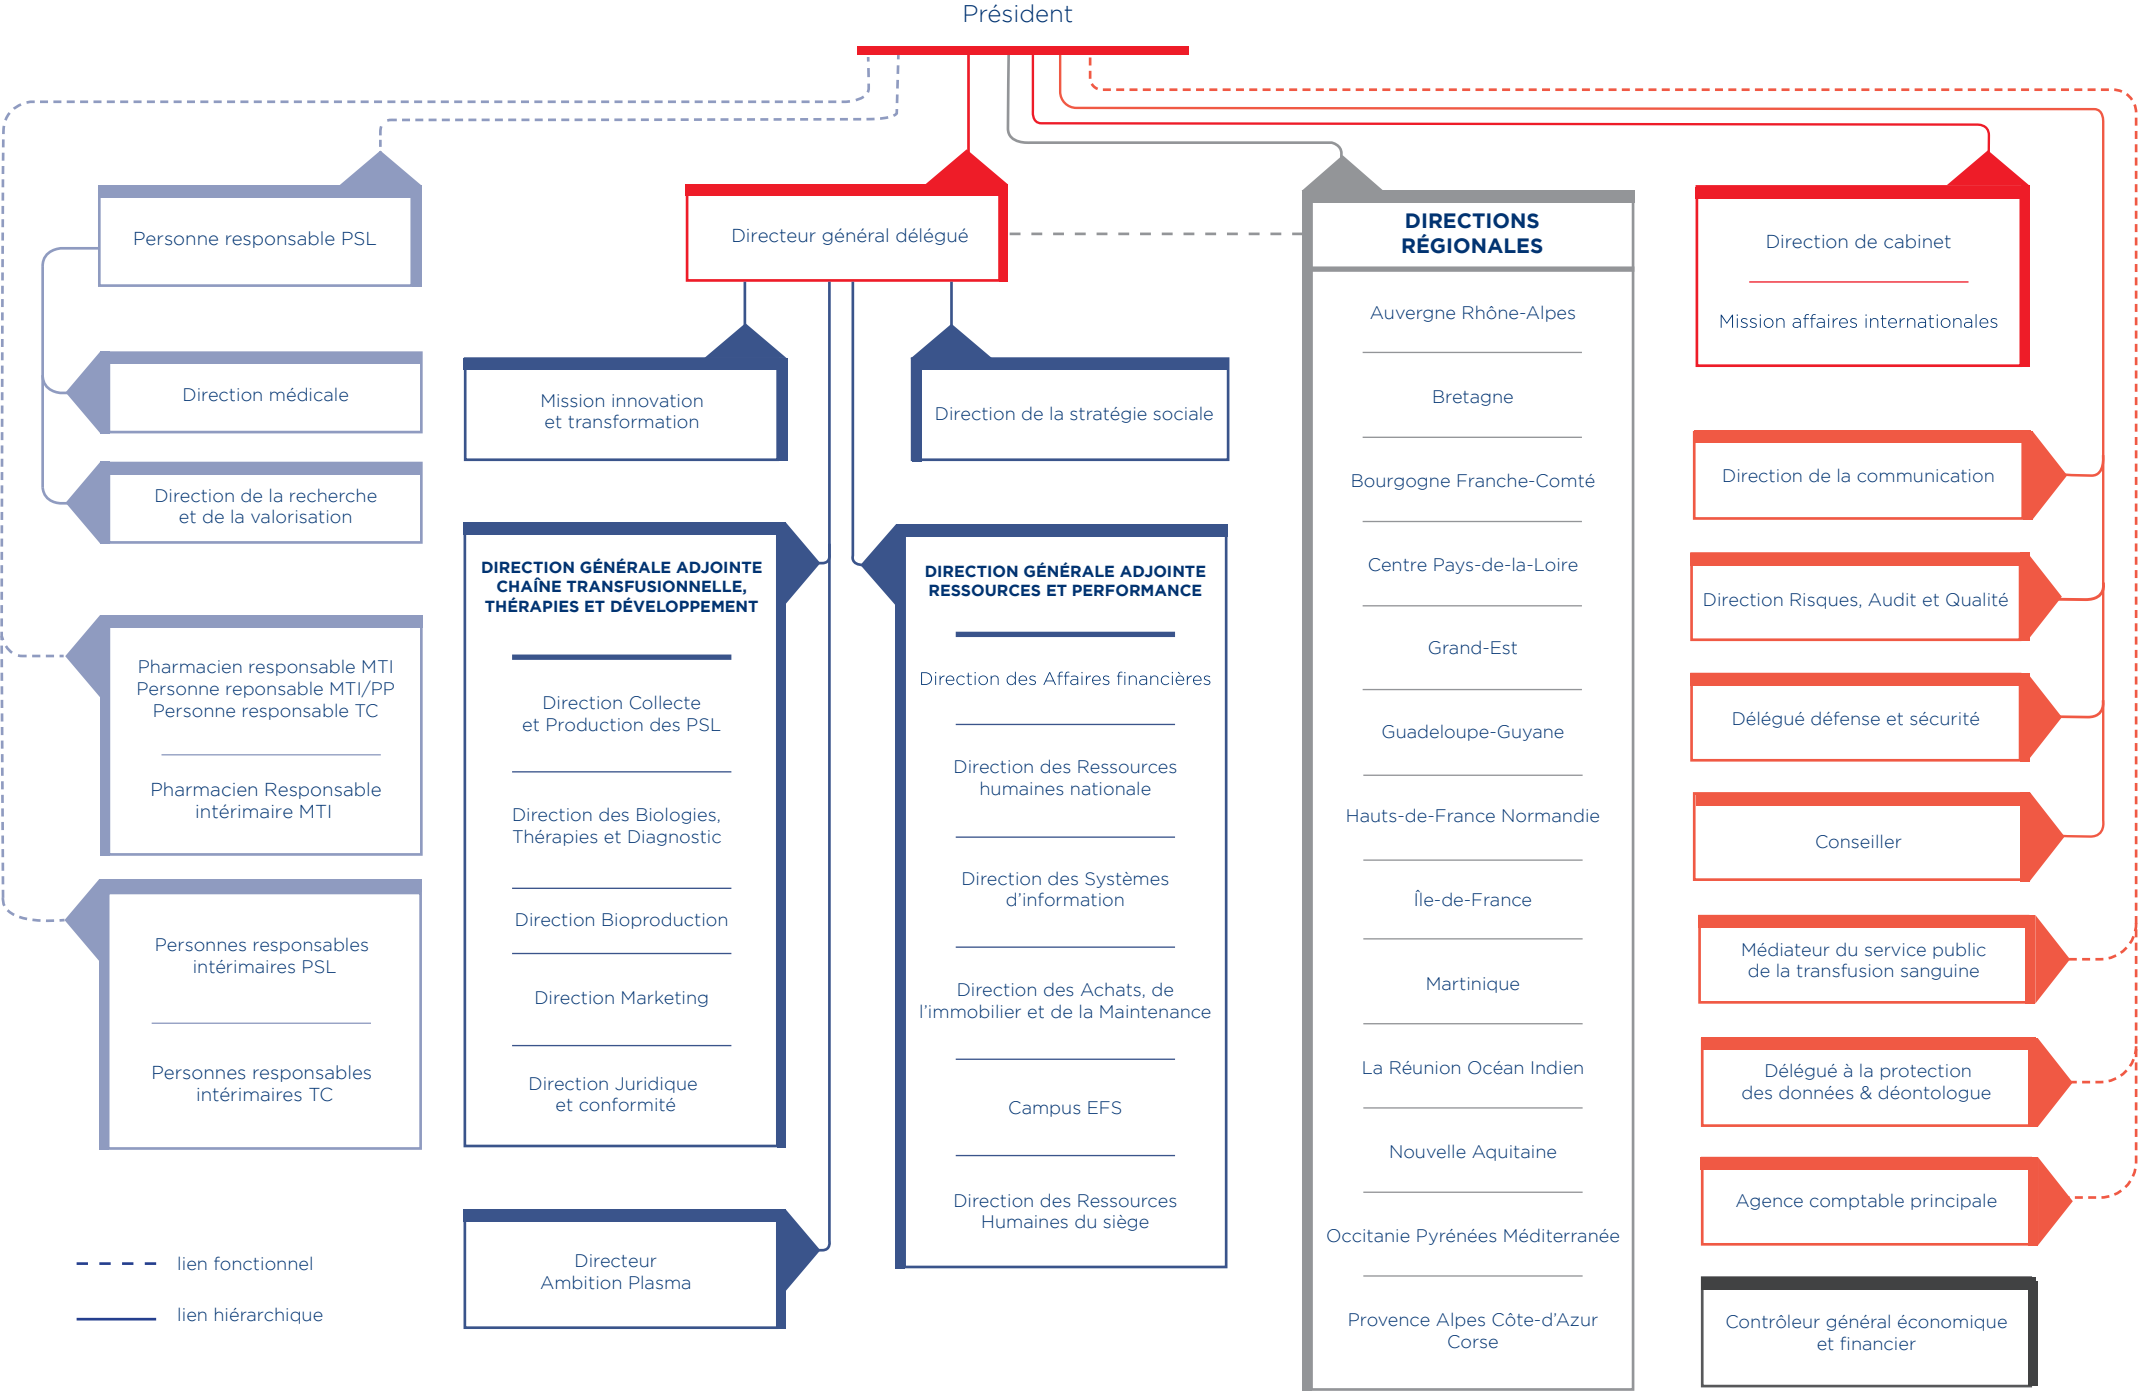 Président
Personne responsable PSL
Direction médicale
Direction de la recherche
et de la valorisation
Pharmacien responsable MTI
Personne reponsable MTI/PP
Personne responsable TC
Pharmacien Responsable
intérimaire MTI
Personnes responsables
intérimaires PSL
Personnes responsables
intérimaires TC
lien fonctionnel
lien hiérarchique
Directeur général délégué
Mission innovation
et transformation
Direction de la stratégie sociale
DIRECTION GÉNÉRALE ADJOINTE
CHAÎNE TRANSFUSIONNELLE,
THÉRAPIES ET DÉVELOPPEMENT
Direction Collecte
et Production des PSL
Direction des Biologies,
Thérapies et Diagnostic
Direction Bioproduction
Direction Marketing
Direction Juridique
et conformité
Directeur
Ambition Plasma
DIRECTION GÉNÉRALE ADJOINTE
RESSOURCES ET PERFORMANCE
Direction des Affaires financières
Direction des Ressources
humaines nationale
Direction des Systèmes
d'information
Direction des Achats, de
l'immobilier et de la Maintenance
Campus EFS
Direction des Ressources
Humaines du siège
DIRECTIONS
RÉGIONALES
Auvergne Rhône-Alpes
Bretagne
Bourgogne Franche-Comté
Centre Pays-de-la-Loire
Grand-Est
Guadeloupe-Guyane
Hauts-de-France Normandie
Île-de-France
Martinique
La Réunion Océan Indien
Nouvelle Aquitaine
Occitanie Pyrénées Méditerranée
Provence Alpes Côte-d'Azur
Corse
Direction de cabinet
Mission affaires internationales
Direction de la communication
Direction Risques, Audit et Qualité
Délégué défense et sécurité
Conseiller
Médiateur du service public
de la transfusion sanguine
Délégué à la protection
des données & déontologue
Agence comptable principale
Contrôleur général économique
et financier